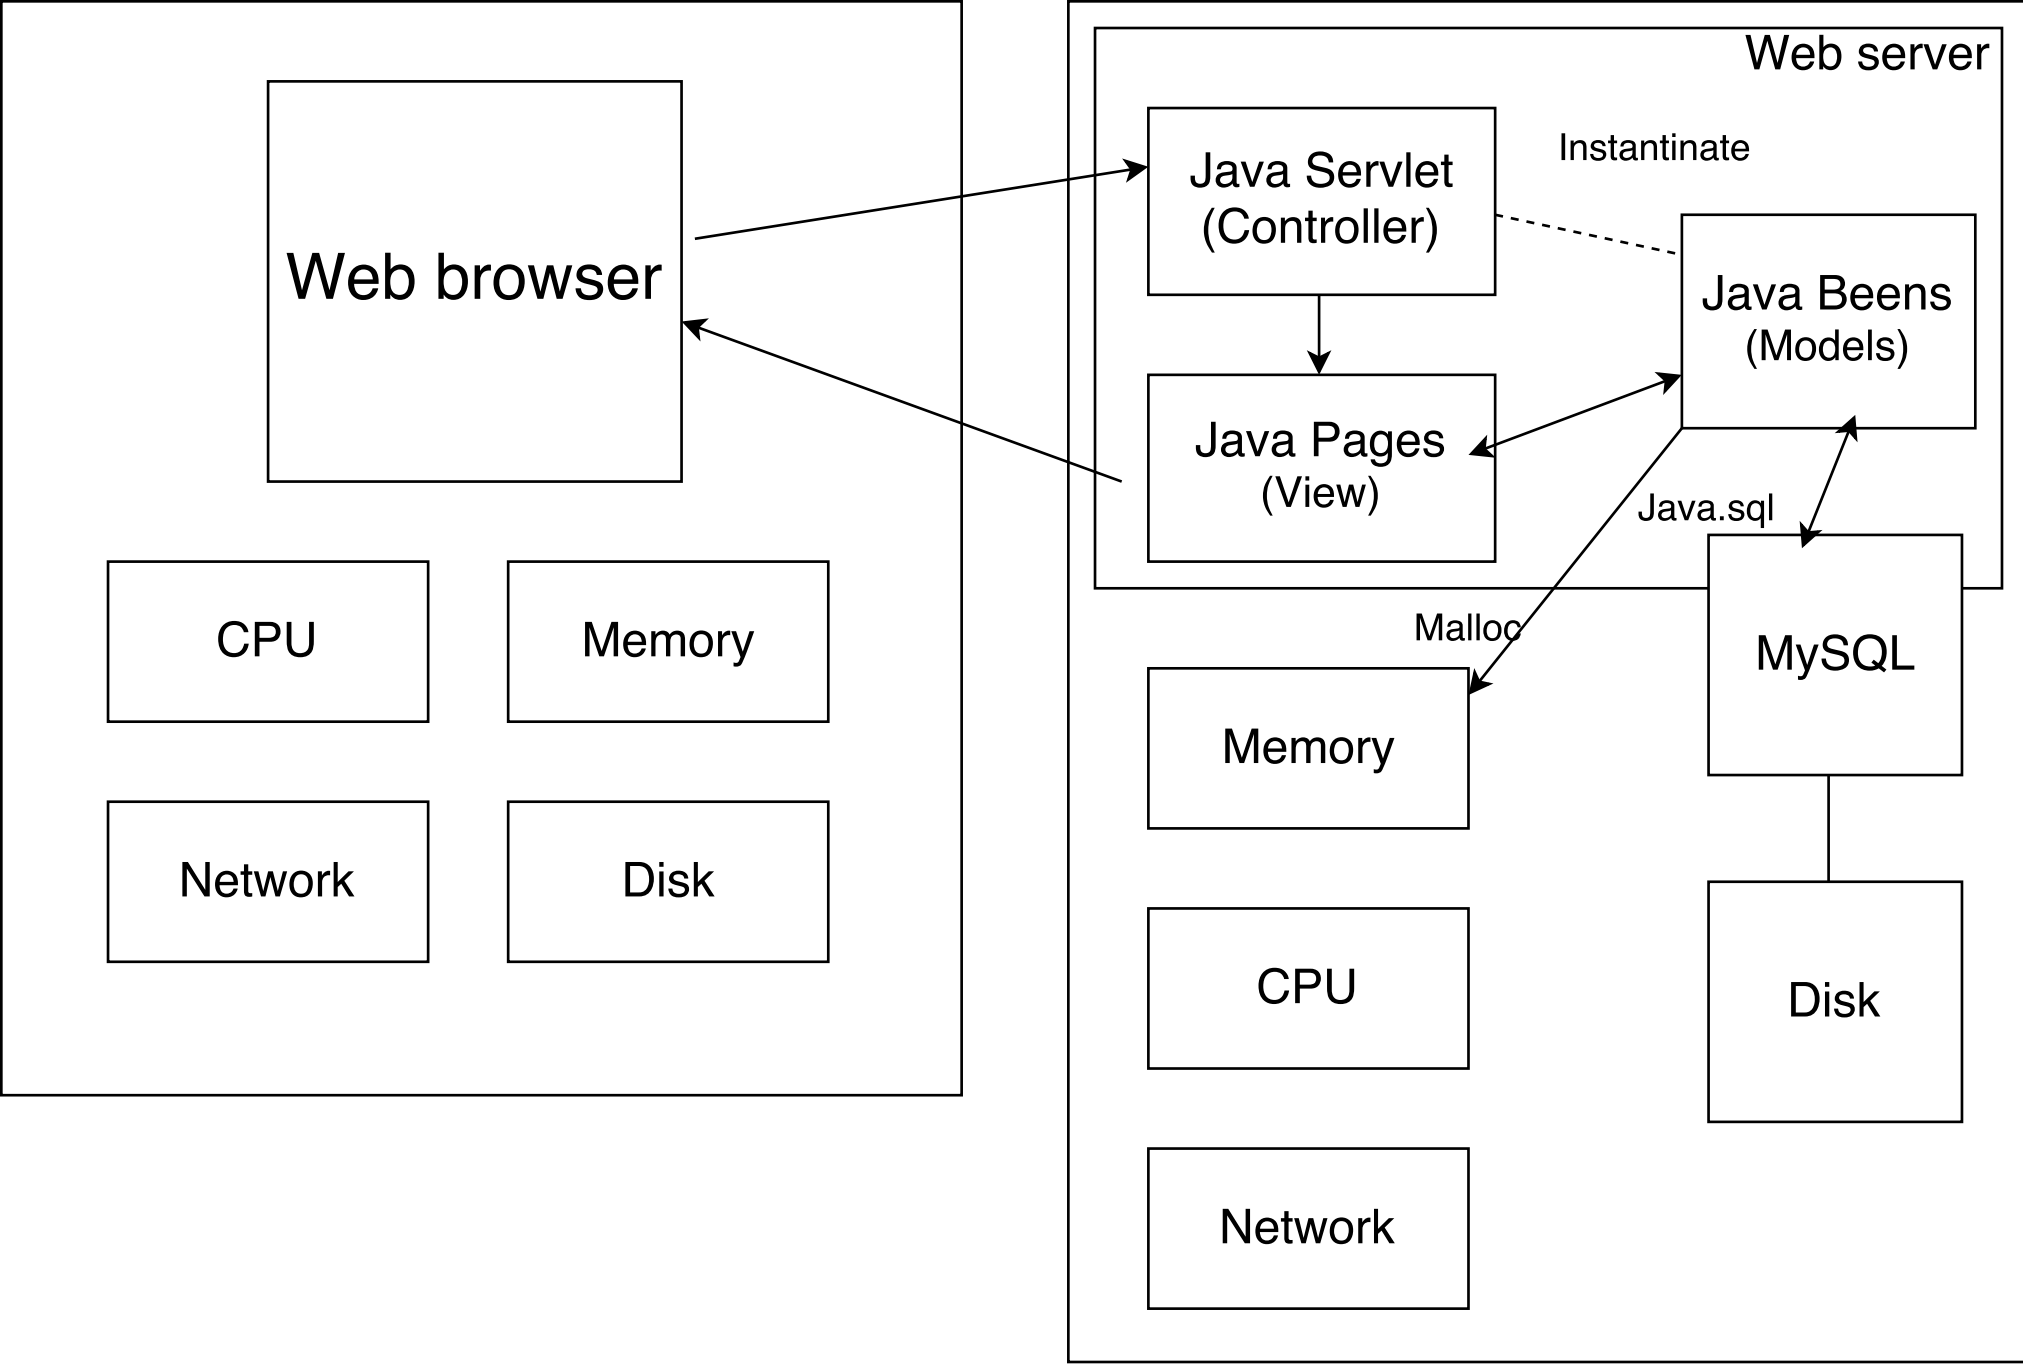 Web server
Web browser
Java Servlet
(Controller)
Instantinate
Java Beens
(Models)
Java Pages
(View)
Java.sql
Malloc
CPU
Memory
Network
Disk
Memory
MySQL
CPU
Disk
Network